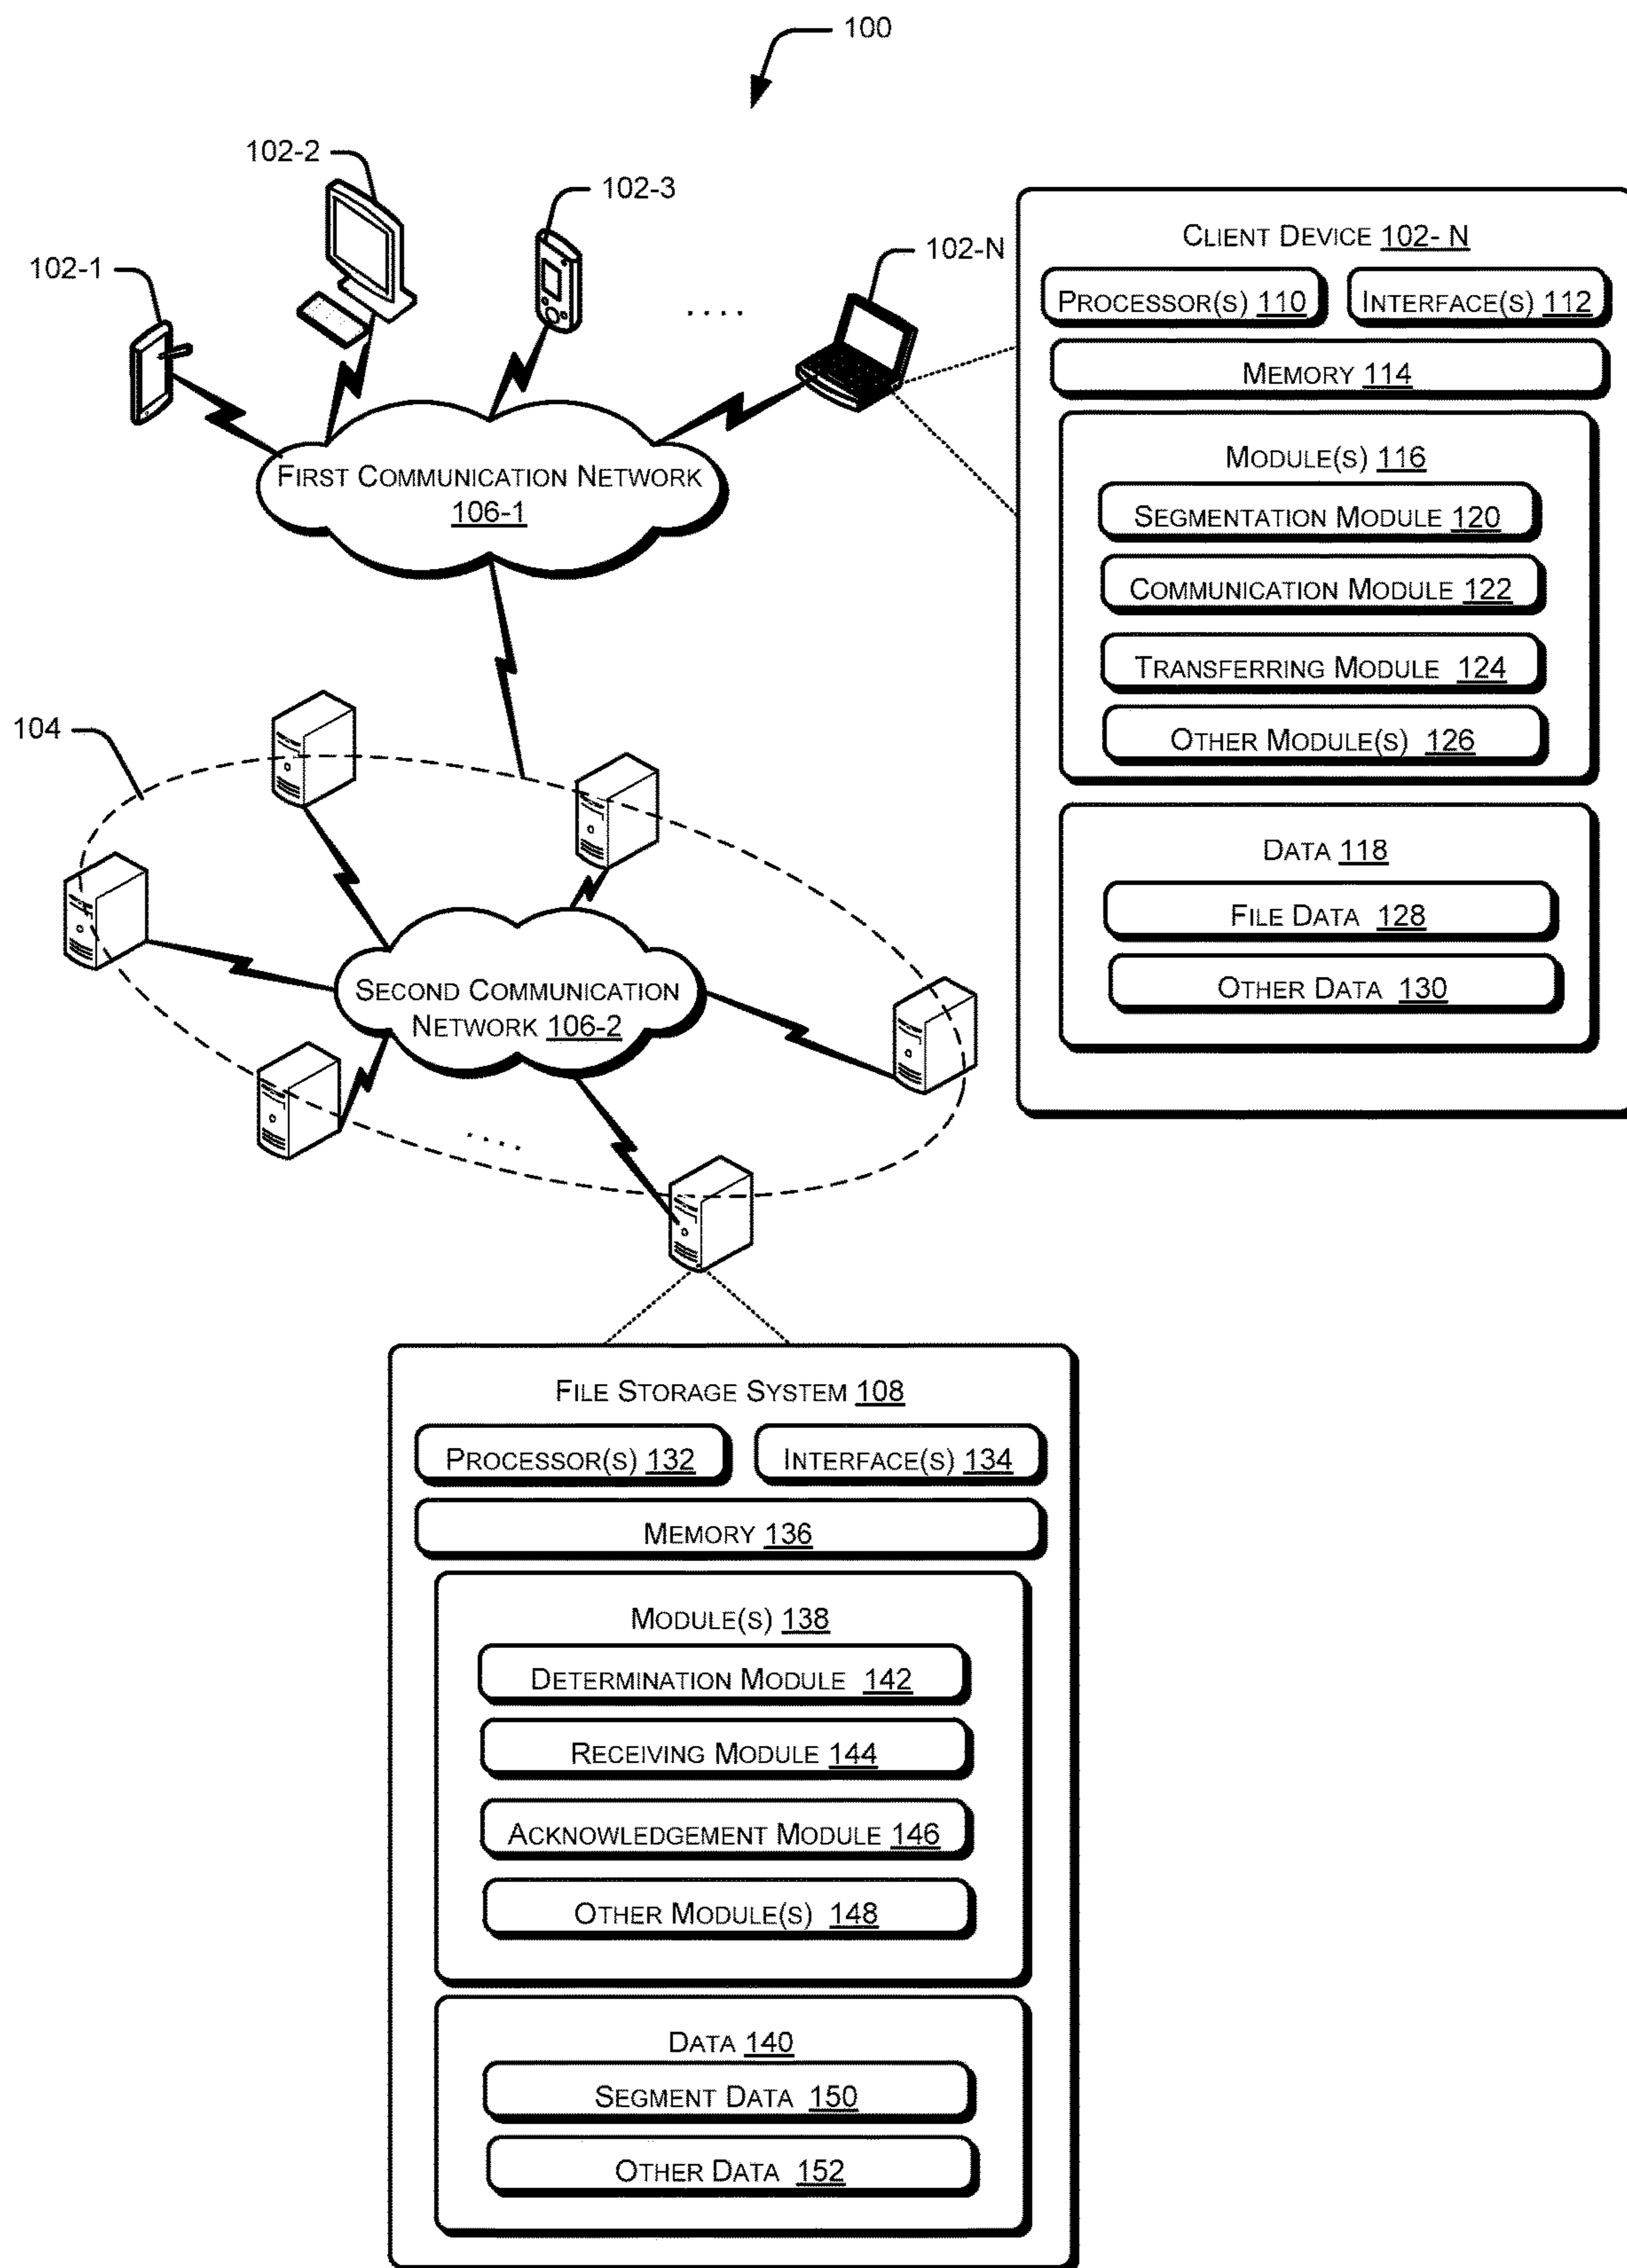 100
102-2
102-3
102-1
102-N
....
FIRST COMMUNICATION NETWORK
106-1
CLIENT DEVICE 102- N
PROCESSOR(S) 110
INTERFACE(S) 112
MEMORY 114
MODULE(S) 116
SEGMENTATION MODULE 120
COMMUNICATION MODULE 122
TRANSFERRING MODULE 124
OTHER MODULE(S) 126
DATA 118
FILE DATA 128
OTHER DATA 130
104
SECOND COMMUNICATION
NETWORK 106-2
....
FILE STORAGE SYSTEM 108
PROCESSOR(S) 132
INTERFACE(S) 134
MEMORY 136
MODULE(S) 138
DETERMINATION MODULE 142
RECEIVING MODULE 144
ACKNOWLEDGEMENT MODULE 146
OTHER MODULE(S) 148
DATA 140
SEGMENT DATA 150
OTHER DATA 152